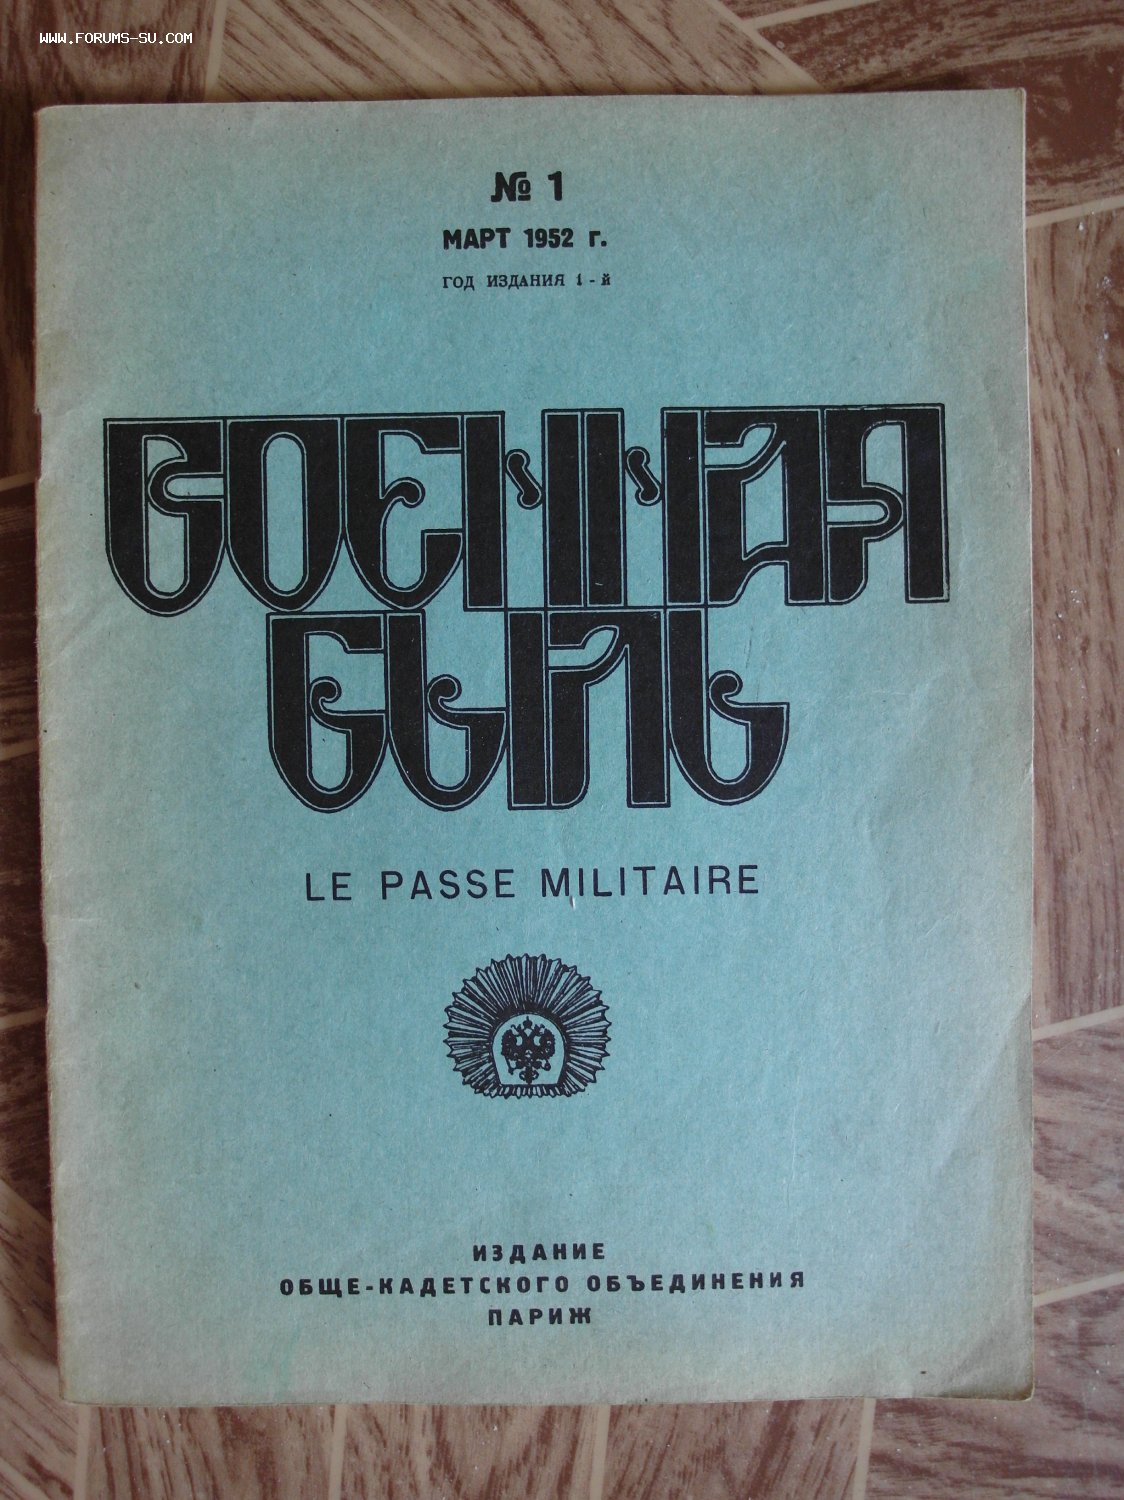 www.forums-su.com
№ 1
МАРТ 1952 г.
ГОД ИЗДАНИЯ 1 - й
ВОЕННАЯ
БЫЛЬ
LE PASSE MILITAIRE
ИЗДАНИЕ
ОБЩЕ-КАДЕТСКОГО ОБЪЕДИНЕНИЯ
ПАРИЖ